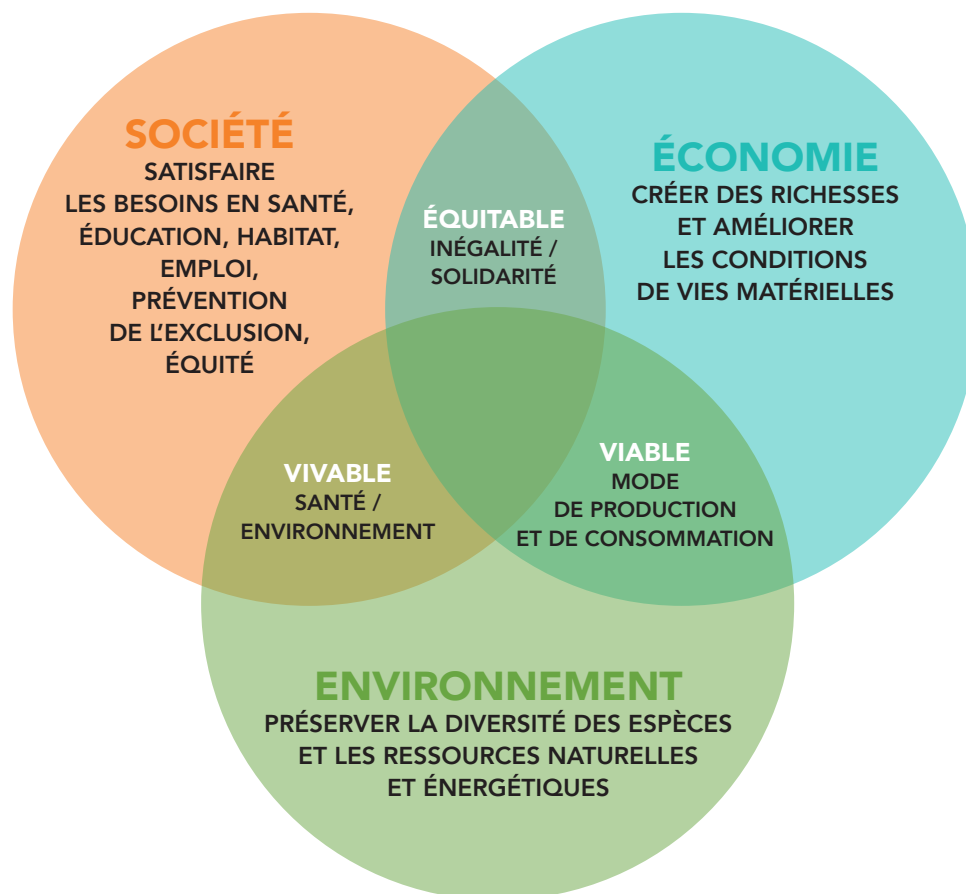 SOCIÉTÉ
SATISFAIRE
LES BESOINS EN SANTÉ,
ÉDUCATION, HABITAT,
EMPLOI,
PRÉVENTION
DE L'EXCLUSION,
ÉQUITÉ
ÉQUITABLE
INÉGALITÉ /
SOLIDARITÉ
ÉCONOMIE
CRÉER DES RICHESSES
ET AMÉLIORER
LES CONDITIONS
DE VIES MATÉRIELLES
VIVABLE
SANTÉ /
ENVIRONNEMENT
VIABLE
MODE
DE PRODUCTION
ET DE CONSOMMATION
ENVIRONNEMENT
PRÉSERVER LA DIVERSITÉ DES ESPÈCES
ET LES RESSOURCES NATURELLES
ET ÉNERGÉTIQUES